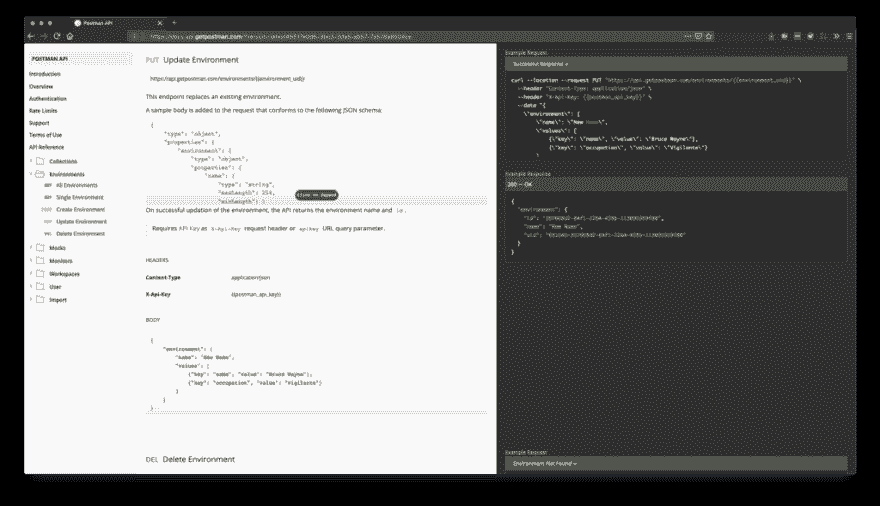 Postman API
getpostman.com
POSTMAN API
Introduction
Overview
Authentication
Rate Limits
Support
Terms of Use
API Reference
Collections
Environments
All Environments
Single Environment
Create Environment
Update Environment
Delete Environment
Mocks
Monitors
Workspaces
User
Import
PUT Update Environment
https://api.getpostman.com/environments/{{environment_uid}}
This endpoint replaces an existing environment.
A sample body is added to the request that conforms to the following JSON schema:
{
"type": "object",
"properties": {
"environment": {
"type": "object",
"properties": {
"name": {
"type": "string",
"maxLength": 254,
"minLength": 1
Click to Expand
On successful updation of the environment, the API returns the environment name and id.
Requires API Key as X-Api-Key request header or apikey URL query parameter.
HEADERS
Content-Type application/json
X-Api-Key {{postman_api_key}}
BODY
{
"environment": {
"name": "New Name",
"values": [
{"key": "name", "value": "Bruce Wayne"},
{"key": "occupation", "value": "Vigilante"}
]
}
}
DEL Delete Environment
Example Request
Successful Response
curl --location --request PUT "https://api.getpostman.com/environments/{{environment_uid}}" \
--header "Content-Type: application/json" \
--header "X-Api-Key: {{postman_api_key}}" \
--data "{
\"environment\": {
\"name\": \"New Name\",
\"values\": [
{\"key\": \"name\", \"value\": \"Bruce Wayne\"},
{\"key\": \"occupation\", \"value\": \"Vigilante\"}
]
Example Response
200 — OK
{
"environment": {
"id":
"name": "New Name",
"uid":
}
}
Example Request
Environment Not Found